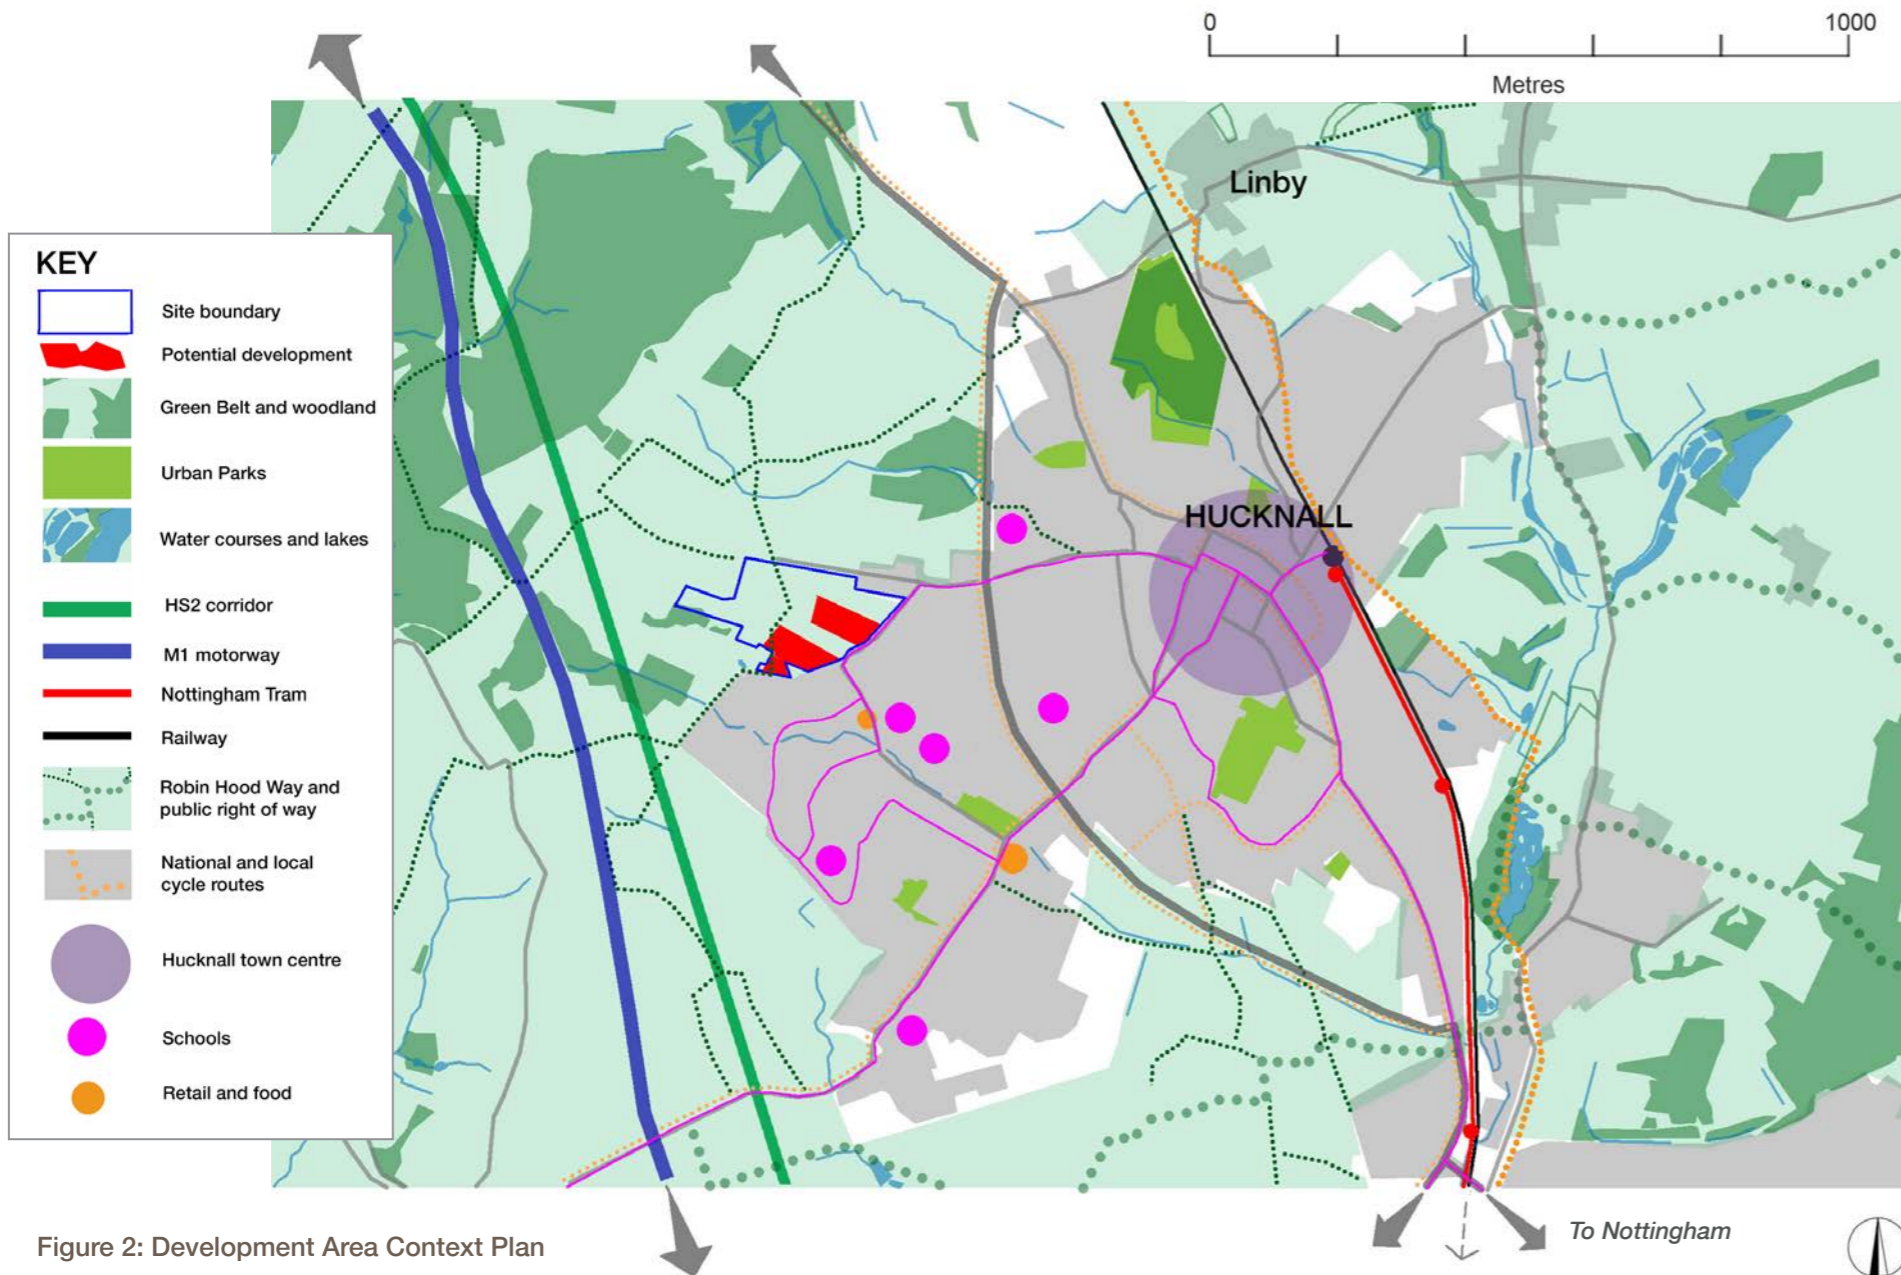 0
1000
Metres
Linby
HUCKNALL
KEY
Site boundary
Potential development
Green Belt and woodland
Urban Parks
Water courses and lakes
HS2 corridor
M1 motorway
Nottingham Tram
Railway
Robin Hood Way and
public right of way
National and local
cycle routes
Hucknall town centre
Schools
Retail and food
To Nottingham
Figure 2: Development Area Context Plan